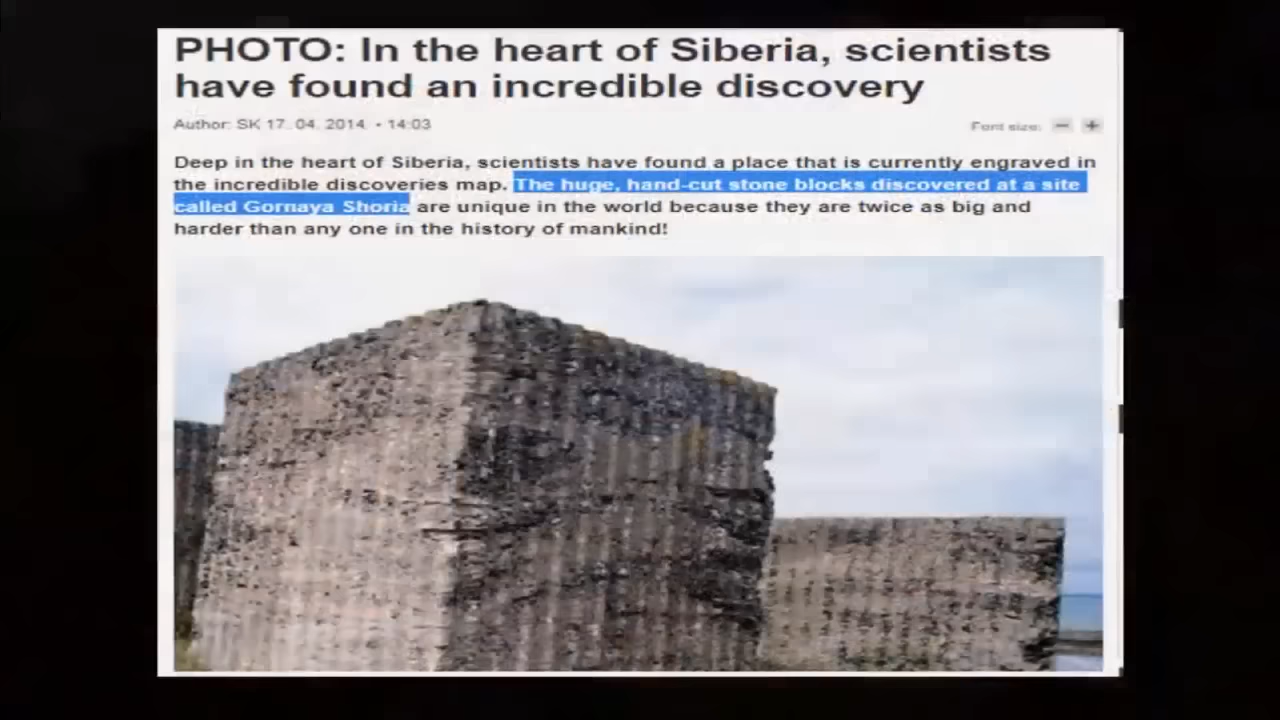 PHOTO: In the heart of Siberia, scientists
have found an incredible discovery
Author: SK 17. 04. 2014 • 14:03
Font size: − +
Deep in the heart of Siberia, scientists have found a place that is currently engraved in
the incredible discoveries map. The huge, hand-cut stone blocks discovered at a site
called Gornaya Shoria are unique in the world because they are twice as big and
harder than any one in the history of mankind!